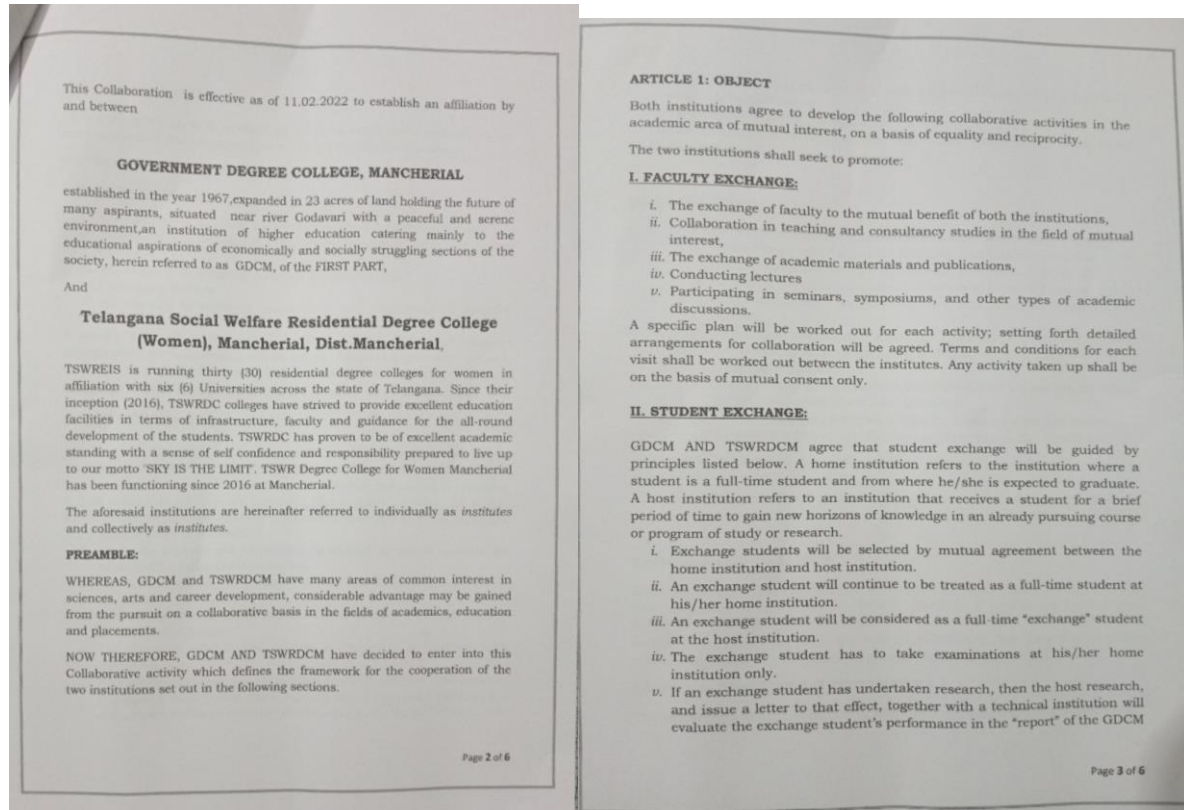 This Collaboration is effective as of 11.02.2022 to establish an affiliation by
and between
GOVERNMENT DEGREE COLLEGE, MANCHERIAL
established in the year 1967,expanded in 23 acres of land holding the future of
many aspirants, situated near river Godavari with a peaceful and serene
environment,an institution of higher education catering mainly to the
educational aspirations of economically and socially struggling sections of the
society, herein referred to as GDCM, of the FIRST PART,
And
Telangana Social Welfare Residential Degree College
(Women), Mancherial, Dist.Mancherial,
TSWREIS is running thirty (30) residential degree colleges for women in
affiliation with six (6) Universities across the state of Telangana. Since their
inception (2016), TSWRDC colleges have strived to provide excellent education
facilities in terms of infrastructure, faculty and guidance for the all-round
development of the students. TSWRDC has proven to be of excellent academic
standing with a sense of self confidence and responsibility prepared to live up
to our motto 'SKY IS THE LIMIT'. TSWR Degree College for Women Mancherial
has been functioning since 2016 at Mancherial.
The aforesaid institutions are hereinafter referred to individually as institutes
and collectively as institutes.
PREAMBLE:
WHEREAS, GDCM and TSWRDCM have many areas of common interest in
sciences, arts and career development, considerable advantage may be gained
from the pursuit on a collaborative basis in the fields of academics, education
and placements.
NOW THEREFORE, GDCM AND TSWRDCM have decided to enter into this
Collaborative activity which defines the framework for the cooperation of the
two institutions set out in the following sections.
Page 2 of 6
ARTICLE 1: OBJECT
Both institutions agree to develop the following collaborative activities in the
academic area of mutual interest, on a basis of equality and reciprocity.
The two institutions shall seek to promote:
I. FACULTY EXCHANGE:
i. The exchange of faculty to the mutual benefit of both the institutions,
ii. Collaboration in teaching and consultancy studies in the field of mutual
interest,
iii. The exchange of academic materials and publications,
iv. Conducting lectures
v. Participating in seminars, symposiums, and other types of academic
discussions.
A specific plan will be worked out for each activity; setting forth detailed
arrangements for collaboration will be agreed. Terms and conditions for each
visit shall be worked out between the institutes. Any activity taken up shall be
on the basis of mutual consent only.
II. STUDENT EXCHANGE:
GDCM AND TSWRDCM agree that student exchange will be guided by
principles listed below. A home institution refers to the institution where a
student is a full-time student and from where he/she is expected to graduate.
A host institution refers to an institution that receives a student for a brief
period of time to gain new horizons of knowledge in an already pursuing course
or program of study or research.
i. Exchange students will be selected by mutual agreement between the
home institution and host institution.
ii. An exchange student will continue to be treated as a full-time student at
his/her home institution.
iii. An exchange student will be considered as a full-time "exchange" student
at the host institution.
iv. The exchange student has to take examinations at his/her home
institution only.
v. If an exchange student has undertaken research, then the host research,
and issue a letter to that effect, together with a technical institution will
evaluate the exchange student's performance in the "report" of the GDCM
Page 3 of 6